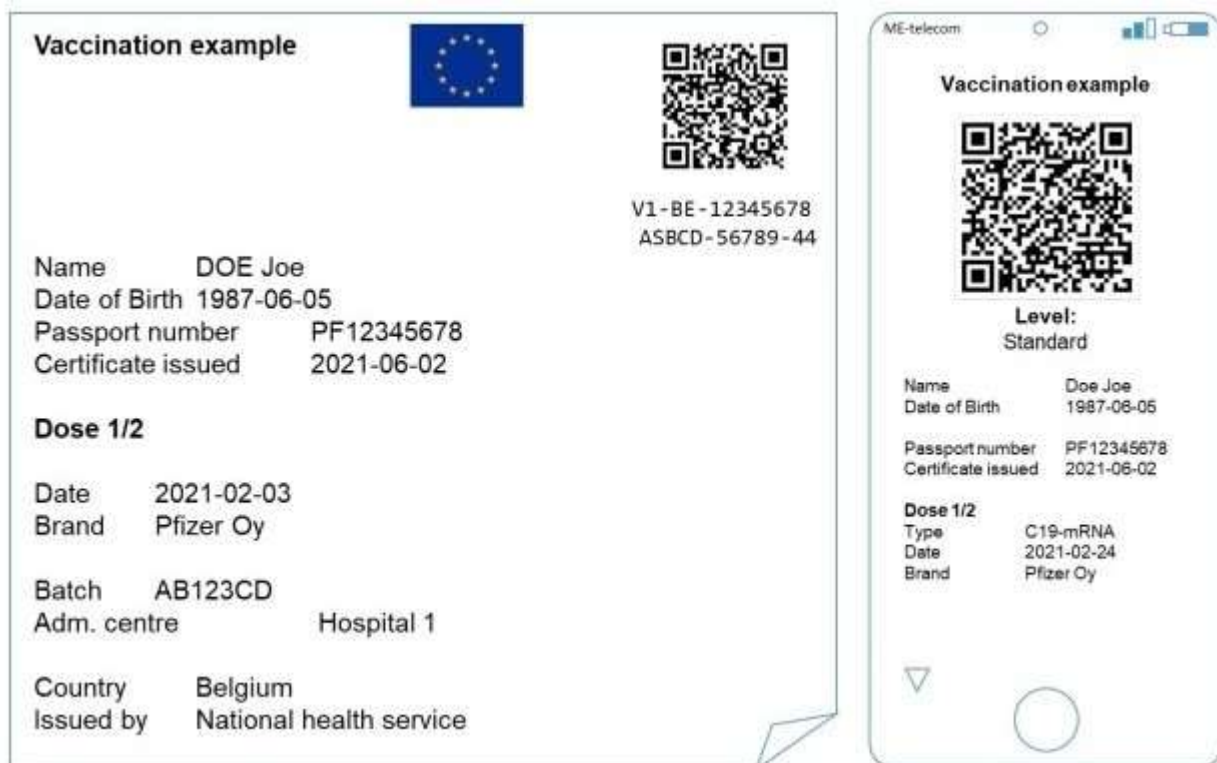 Vaccination example
V1-BE-12345678
ASBCD-56789-44
Name DOE Joe
Date of Birth 1987-06-05
Passport number PF12345678
Certificate issued 2021-06-02
Dose 1/2
Date 2021-02-03
Brand Pfizer Oy
Batch AB123CD
Adm. centre Hospital 1
Country Belgium
Issued by National health service
ME-telecom
Vaccination example
Level:
Standard
Name Doe Joe
Date of Birth 1987-06-05
Passport number PF12345678
Certificate issued 2021-06-02
Dose 1/2
Type C19-mRNA
Date 2021-02-24
Brand Pfizer Oy